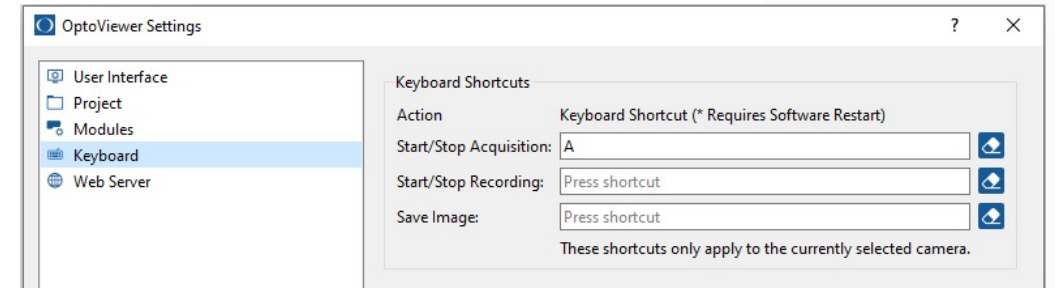 OptoViewer Settings
?
User Interface
Project
Modules
Keyboard
Web Server
Keyboard Shortcuts
Action Keyboard Shortcut (* Requires Software Restart)
Start/Stop Acquisition: A
Start/Stop Recording: Press shortcut
Save Image: Press shortcut
These shortcuts only apply to the currently selected camera.